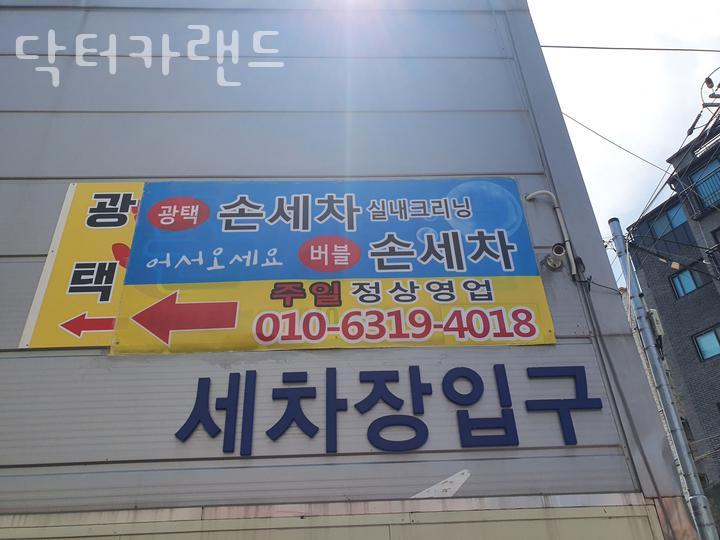 닥터카랜드
광택
광택 손세차 실내크리닝
어서오세요 버블 손세차
주일 정상영업
010-6319-4018
세차장입구